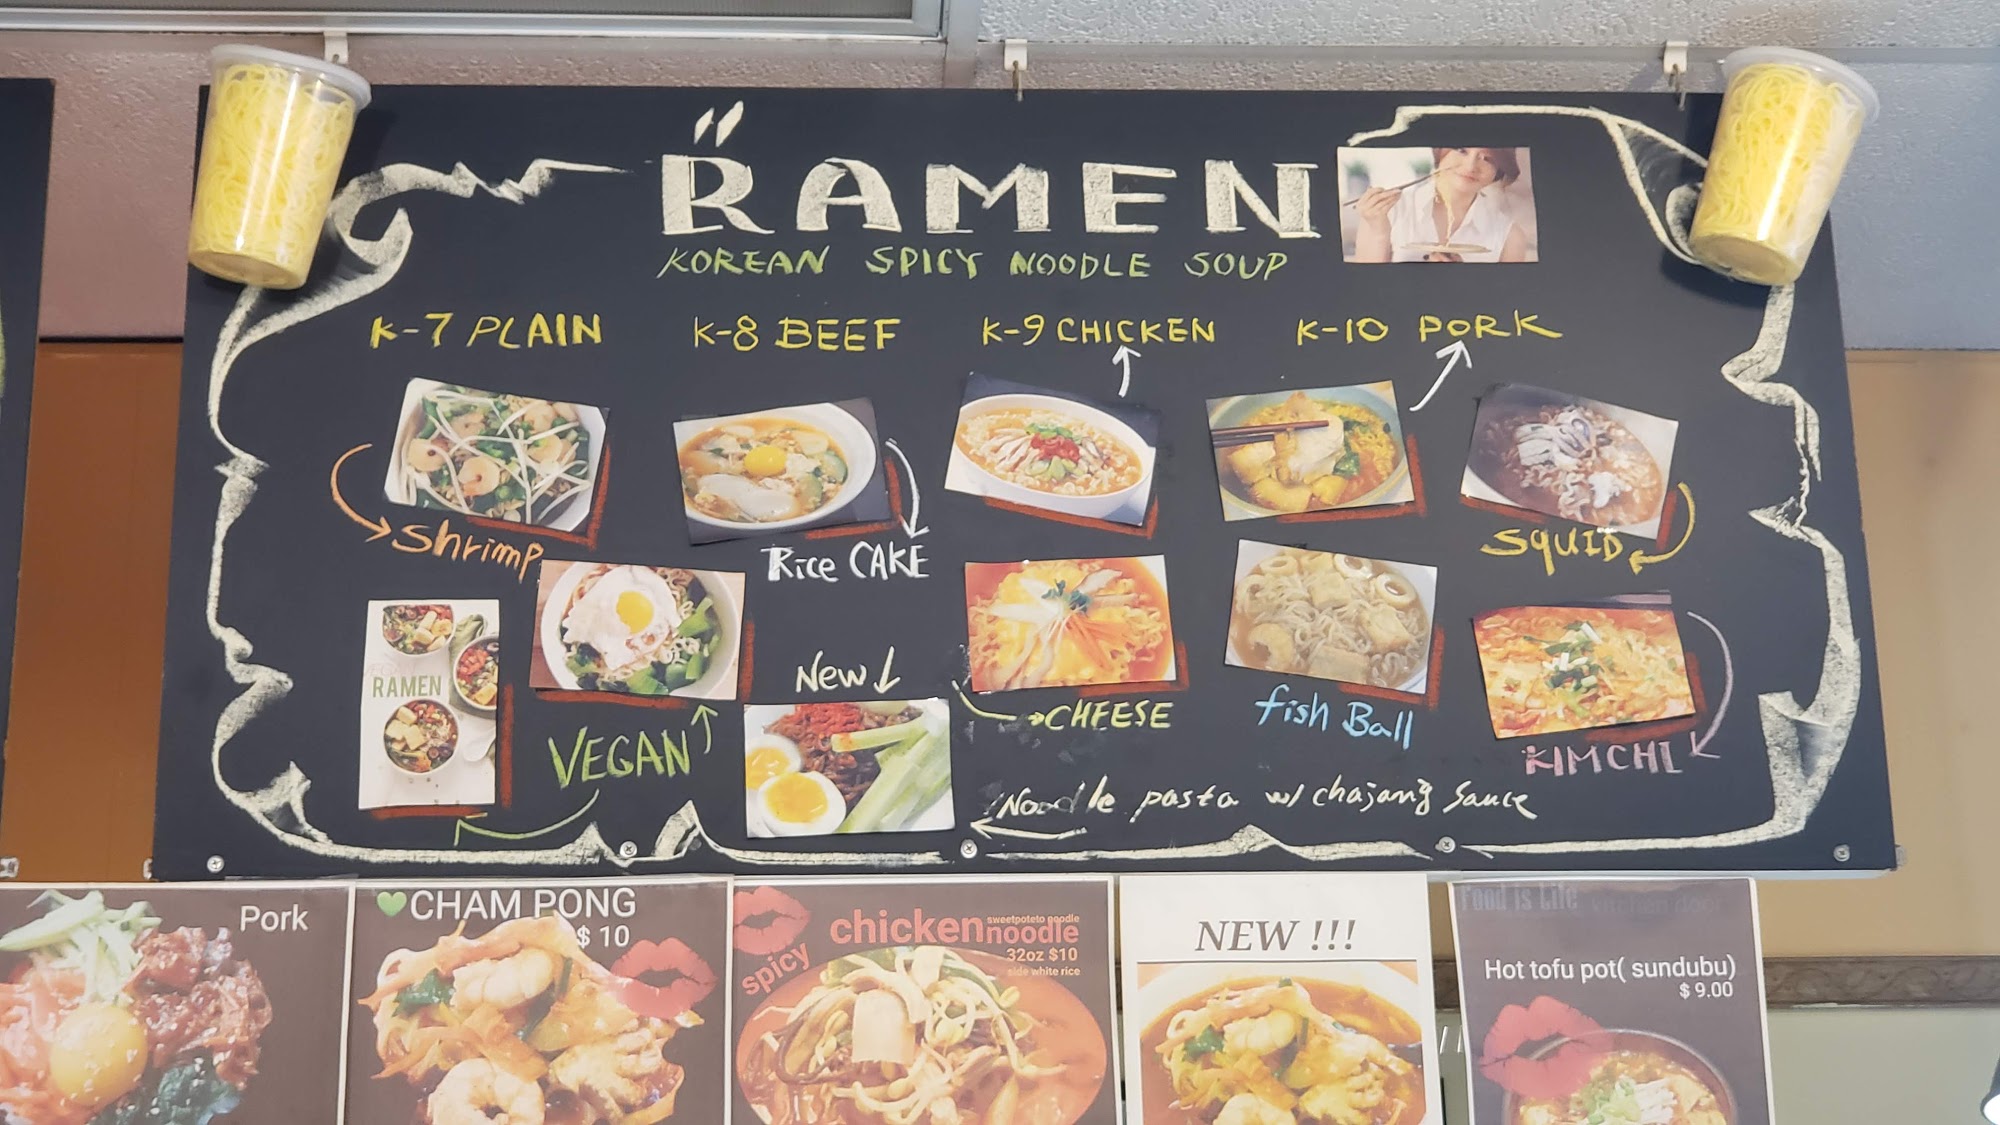 RAMEN
KOREAN SPICY NOODLE SOUP
K-7 PLAIN
K-8 BEEF
K-9 CHICKEN
K-10 PORK
Shrimp
Rice CAKE
SQUID
RAMEN
VEGAN
New
CHEESE
fish Ball
KIMCHI
Noodle pasta w/ chajang sauce
Pork
CHAM PONG
$ 10
spicy
chicken sweetpoteto noodle
noodle
32oz $10
side white rice
NEW !!!
Food is Life kitchen door
Hot tofu pot( sundubu)
$ 9.00